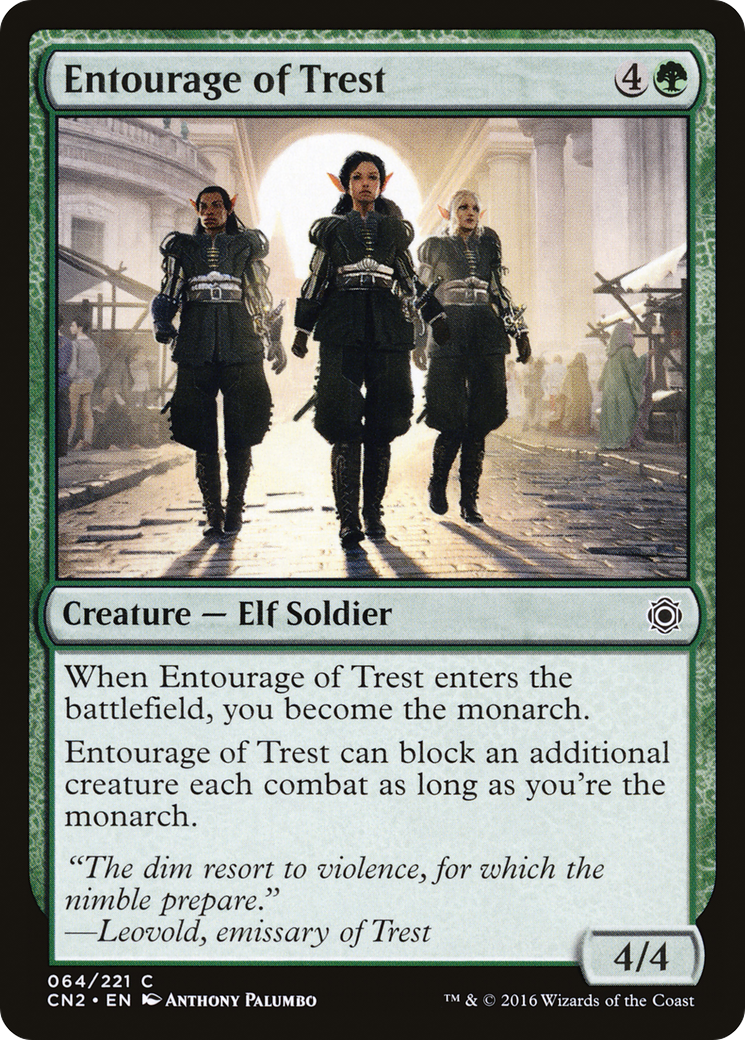 Entourage of Trest 4
Creature — Elf Soldier
When Entourage of Trest enters the
battlefield, you become the monarch.
Entourage of Trest can block an additional
creature each combat as long as you're the
monarch.
“The dim resort to violence, for which the
nimble prepare.”
—Leovold, emissary of Trest
4/4
064/221 C
CN2 • EN Anthony Palumbo
™ & © 2016 Wizards of the Coast